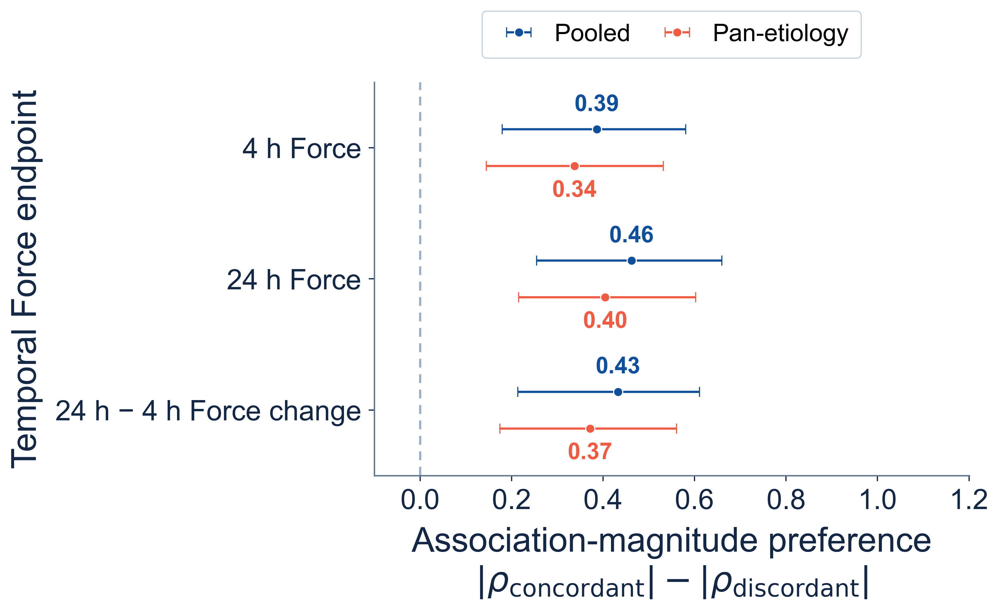 Pooled Pan-etiology
Temporal Force endpoint
0.39
4 h Force
0.34
0.46
24 h Force
0.40
0.43
24 h − 4 h Force change
0.37
0.0 0.2 0.4 0.6 0.8 1.0 1.2
Association-magnitude preference
|ρconcordant| − |ρdiscordant|